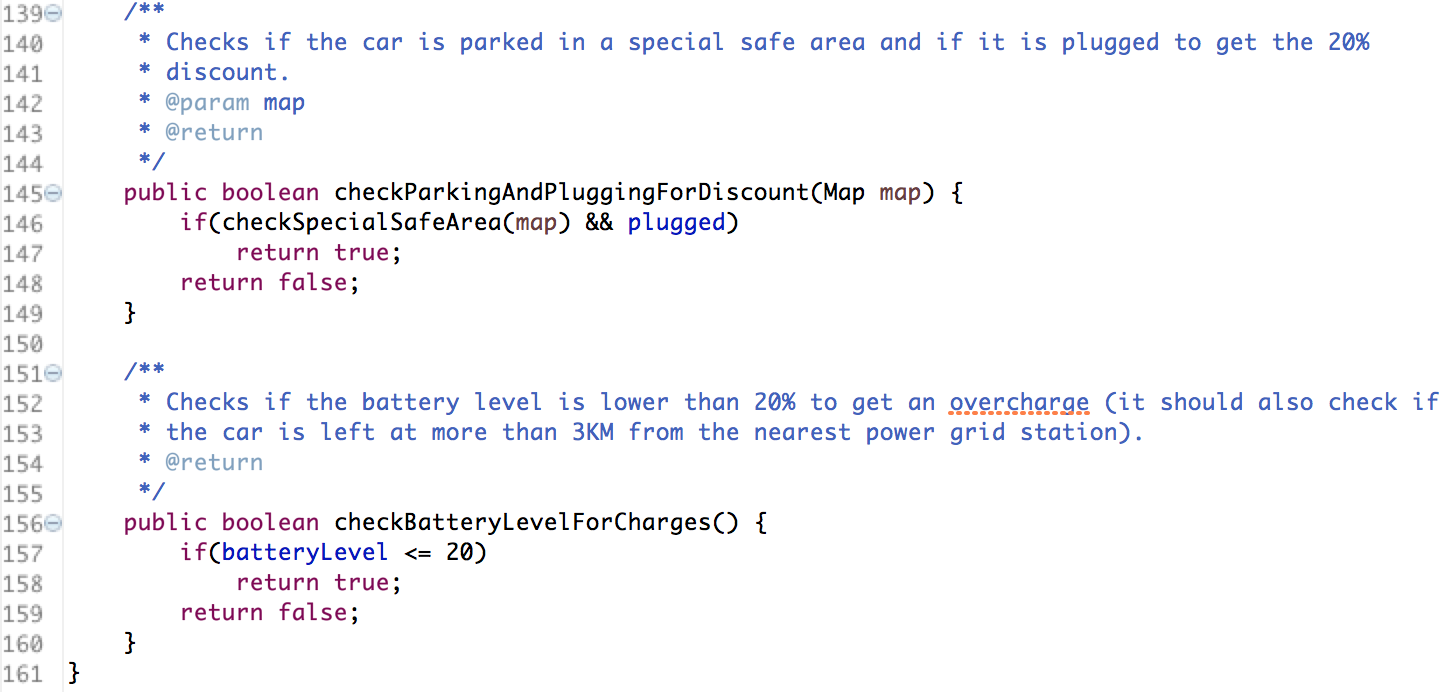 139 /**
140 * Checks if the car is parked in a special safe area and if it is plugged to get the 20%
141 * discount.
142 * @param map
143 * @return
144 */
145 public boolean checkParkingAndPluggingForDiscount(Map map) {
146 if(checkSpecialSafeArea(map) && plugged)
147 return true;
148 return false;
149 }
150
151 /**
152 * Checks if the battery level is lower than 20% to get an overcharge (it should also check if
153 * the car is left at more than 3KM from the nearest power grid station).
154 * @return
155 */
156 public boolean checkBatteryLevelForCharges() {
157 if(batteryLevel <= 20)
158 return true;
159 return false;
160 }
161 }